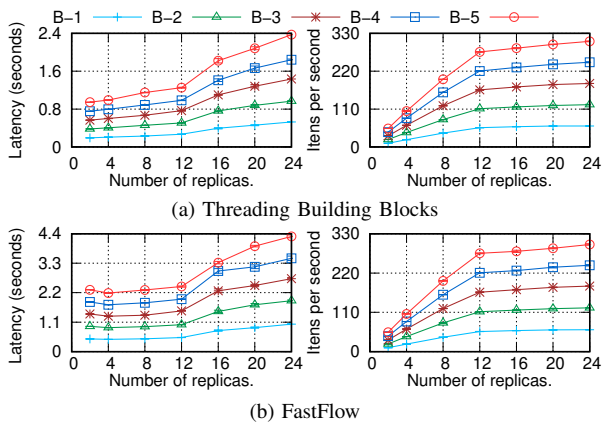 B-1 B-2 B-3 B-4 B-5
2.4
1.6
0.8
0
Latency (seconds)
0 4 8 12 16 20 24
Number of replicas.
330
220
110
0
Itens per second
0 4 8 12 16 20 24
Number of replicas.
(a) Threading Building Blocks
4.4
3.3
2.2
1.1
0
Latency (seconds)
0 4 8 12 16 20 24
Number of replicas.
330
220
110
0
Itens per second
0 4 8 12 16 20 24
Number of replicas.
(b) FastFlow